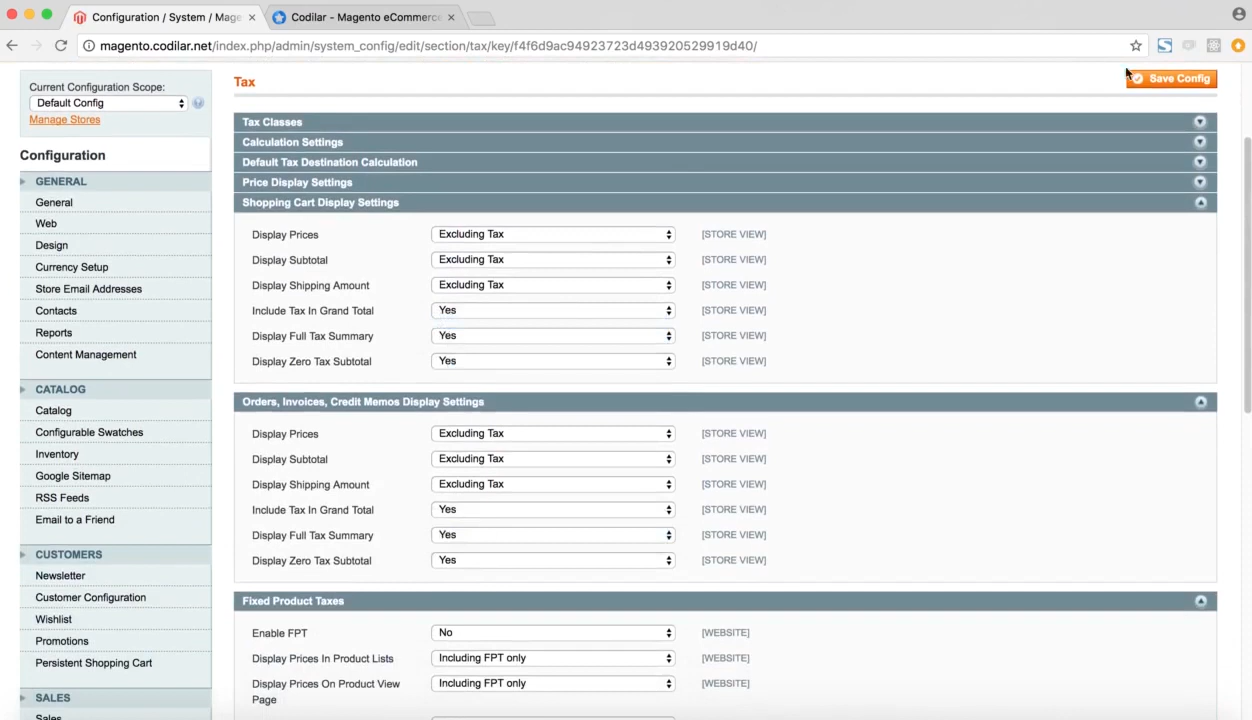 Configuration / System / Mage
Codilar - Magento eCommerce
magento.codilar.net/index.php/admin/system_config/edit/section/tax/key/f4f6d9ac94923723d493920529919d40/
Current Configuration Scope:
Default Config
Manage Stores
Configuration
GENERAL
General
Web
Design
Currency Setup
Store Email Addresses
Contacts
Reports
Content Management
CATALOG
Catalog
Configurable Swatches
Inventory
Google Sitemap
RSS Feeds
Email to a Friend
CUSTOMERS
Newsletter
Customer Configuration
Wishlist
Promotions
Persistent Shopping Cart
SALES
Sales
Tax
Save Config
Tax Classes
Calculation Settings
Default Tax Destination Calculation
Price Display Settings
Shopping Cart Display Settings
Display Prices Excluding Tax [STORE VIEW]
Display Subtotal Excluding Tax [STORE VIEW]
Display Shipping Amount Excluding Tax [STORE VIEW]
Include Tax In Grand Total Yes [STORE VIEW]
Display Full Tax Summary Yes [STORE VIEW]
Display Zero Tax Subtotal Yes [STORE VIEW]
Orders, Invoices, Credit Memos Display Settings
Display Prices Excluding Tax [STORE VIEW]
Display Subtotal Excluding Tax [STORE VIEW]
Display Shipping Amount Excluding Tax [STORE VIEW]
Include Tax In Grand Total Yes [STORE VIEW]
Display Full Tax Summary Yes [STORE VIEW]
Display Zero Tax Subtotal Yes [STORE VIEW]
Fixed Product Taxes
Enable FPT No [WEBSITE]
Display Prices In Product Lists Including FPT only [WEBSITE]
Display Prices On Product View Including FPT only [WEBSITE]
Page